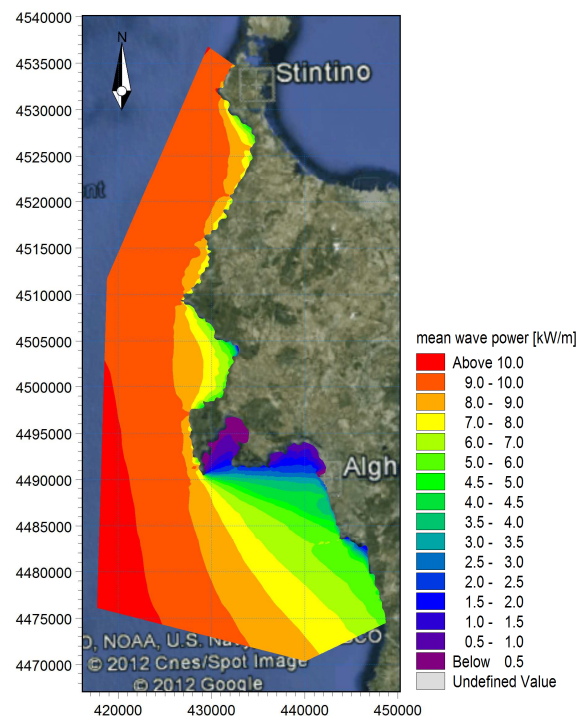 4540000
4535000
4530000
4525000
4520000
4515000
4510000
4505000
4500000
4495000
4490000
4485000
4480000
4475000
4470000
N
Stintino
nt
Algh
O, NOAA, U.S. Navy
CO
© 2012 Cnes/Spot Image
© 2012 Google
420000 430000 440000 450000
mean wave power [kW/m]
Above 10.0
9.0 - 10.0
8.0 - 9.0
7.0 - 8.0
6.0 - 7.0
5.0 - 6.0
4.5 - 5.0
4.0 - 4.5
3.5 - 4.0
3.0 - 3.5
2.5 - 3.0
2.0 - 2.5
1.5 - 2.0
1.0 - 1.5
0.5 - 1.0
Below 0.5
Undefined Value